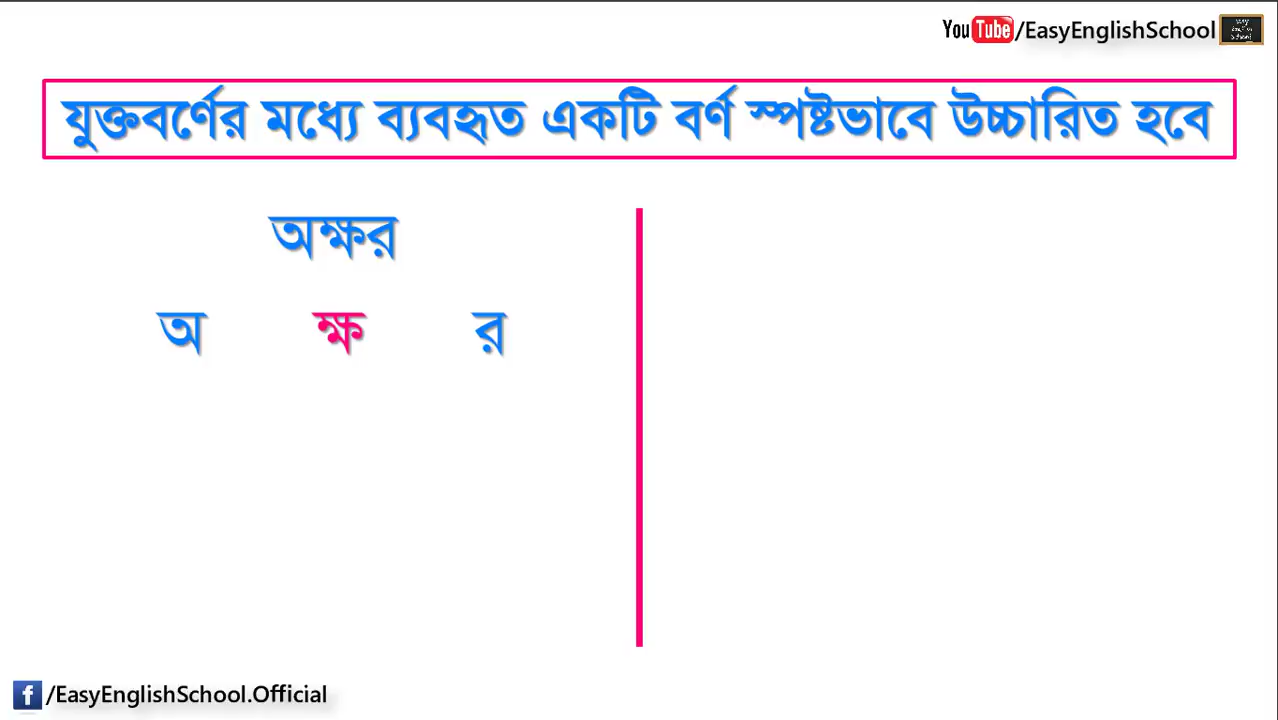 YouTube/EasyEnglishSchool
যুক্তবর্ণের মধ্যে ব্যবহৃত একটি বর্ণ স্পষ্টভাবে উচ্চারিত হবে
অক্ষর
অ ক্ষ র
f/EasyEnglishSchool.Official